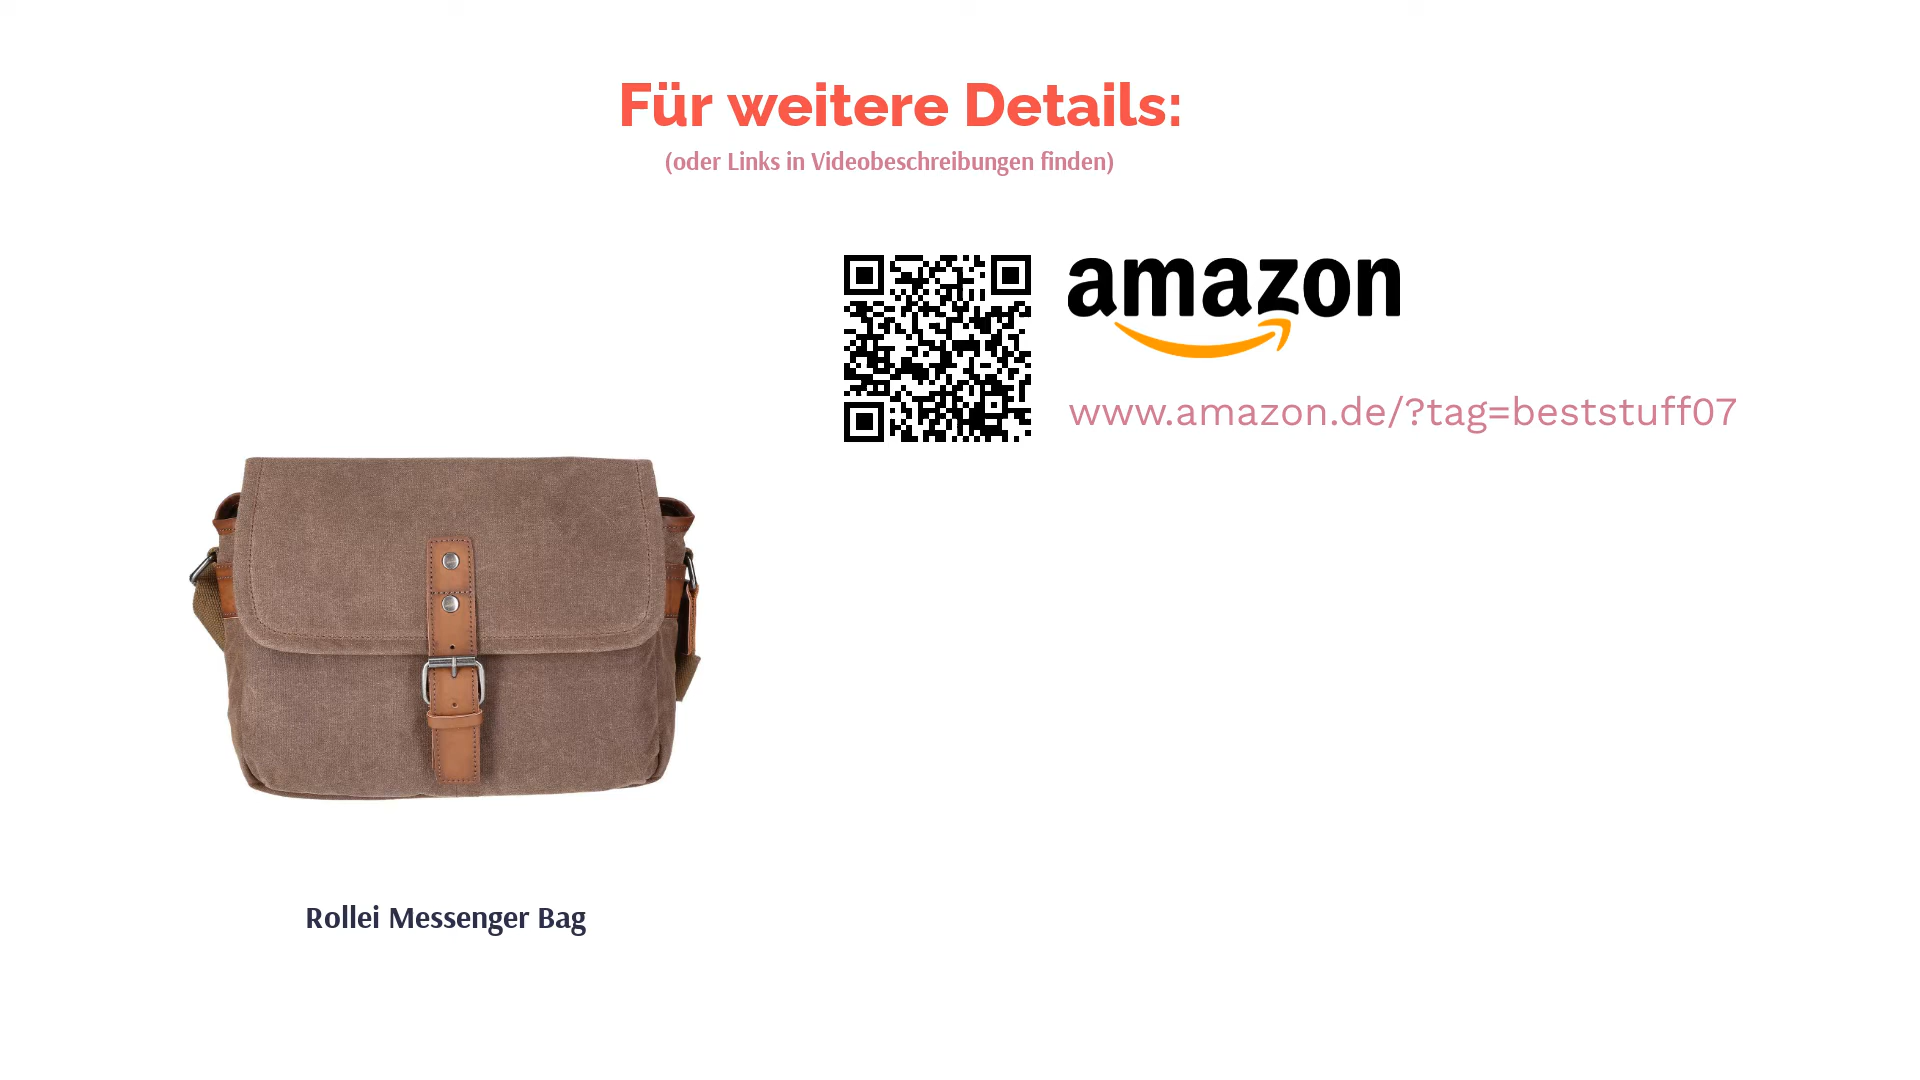 Für weitere Details:
(oder Links in Videobeschreibungen finden)
amazon
www.amazon.de/?tag=beststuff07
Rollei Messenger Bag